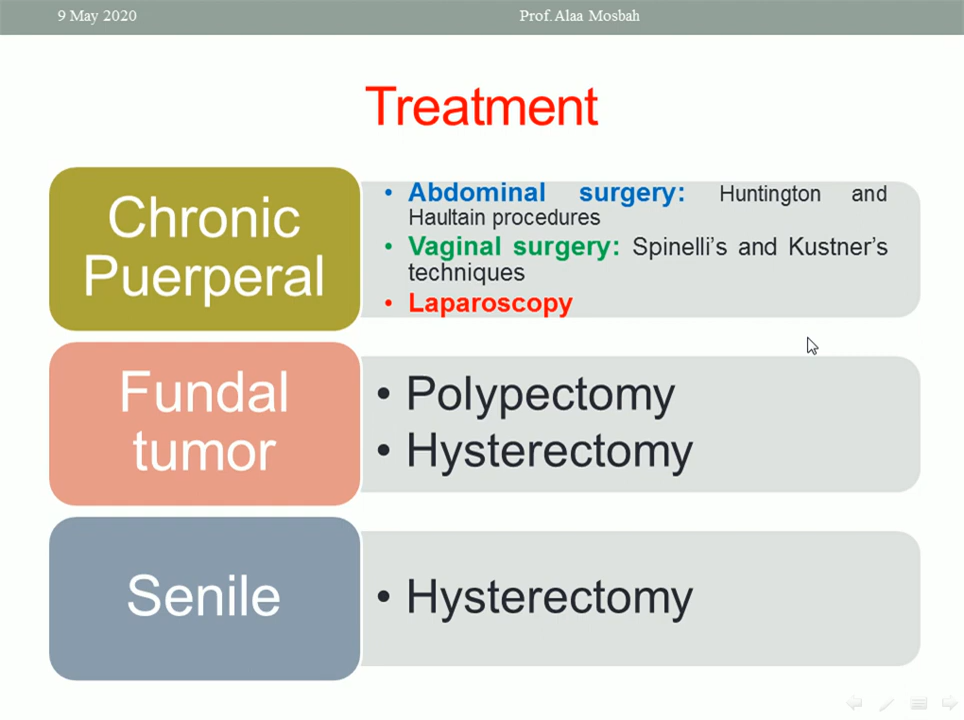 9 May 2020
Prof.Alaa Mosbah
Treatment
Chronic
Puerperal
• Abdominal surgery: Huntington and
Haultain procedures
• Vaginal surgery: Spinelli’s and Kustner’s
techniques
• Laparoscopy
Fundal
tumor
• Polypectomy
• Hysterectomy
Senile
• Hysterectomy